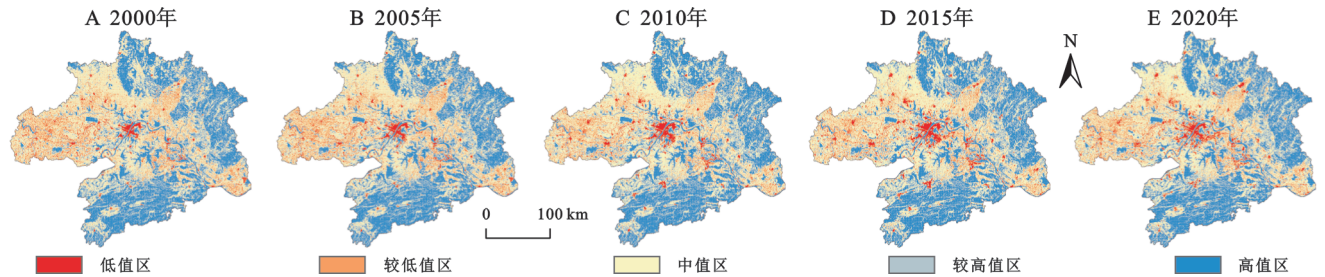 A 2000年
B 2005年
C 2010年
D 2015年
E 2020年
N
0 100 km
低值区
较低值区
中值区
较高值区
高值区